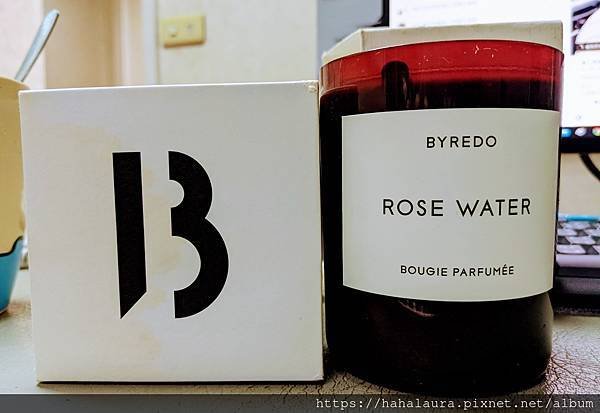 B
BYREDO
ROSE WATER
BOUGIE PARFUMÉE
https://hahalaura.pixnet.net/album